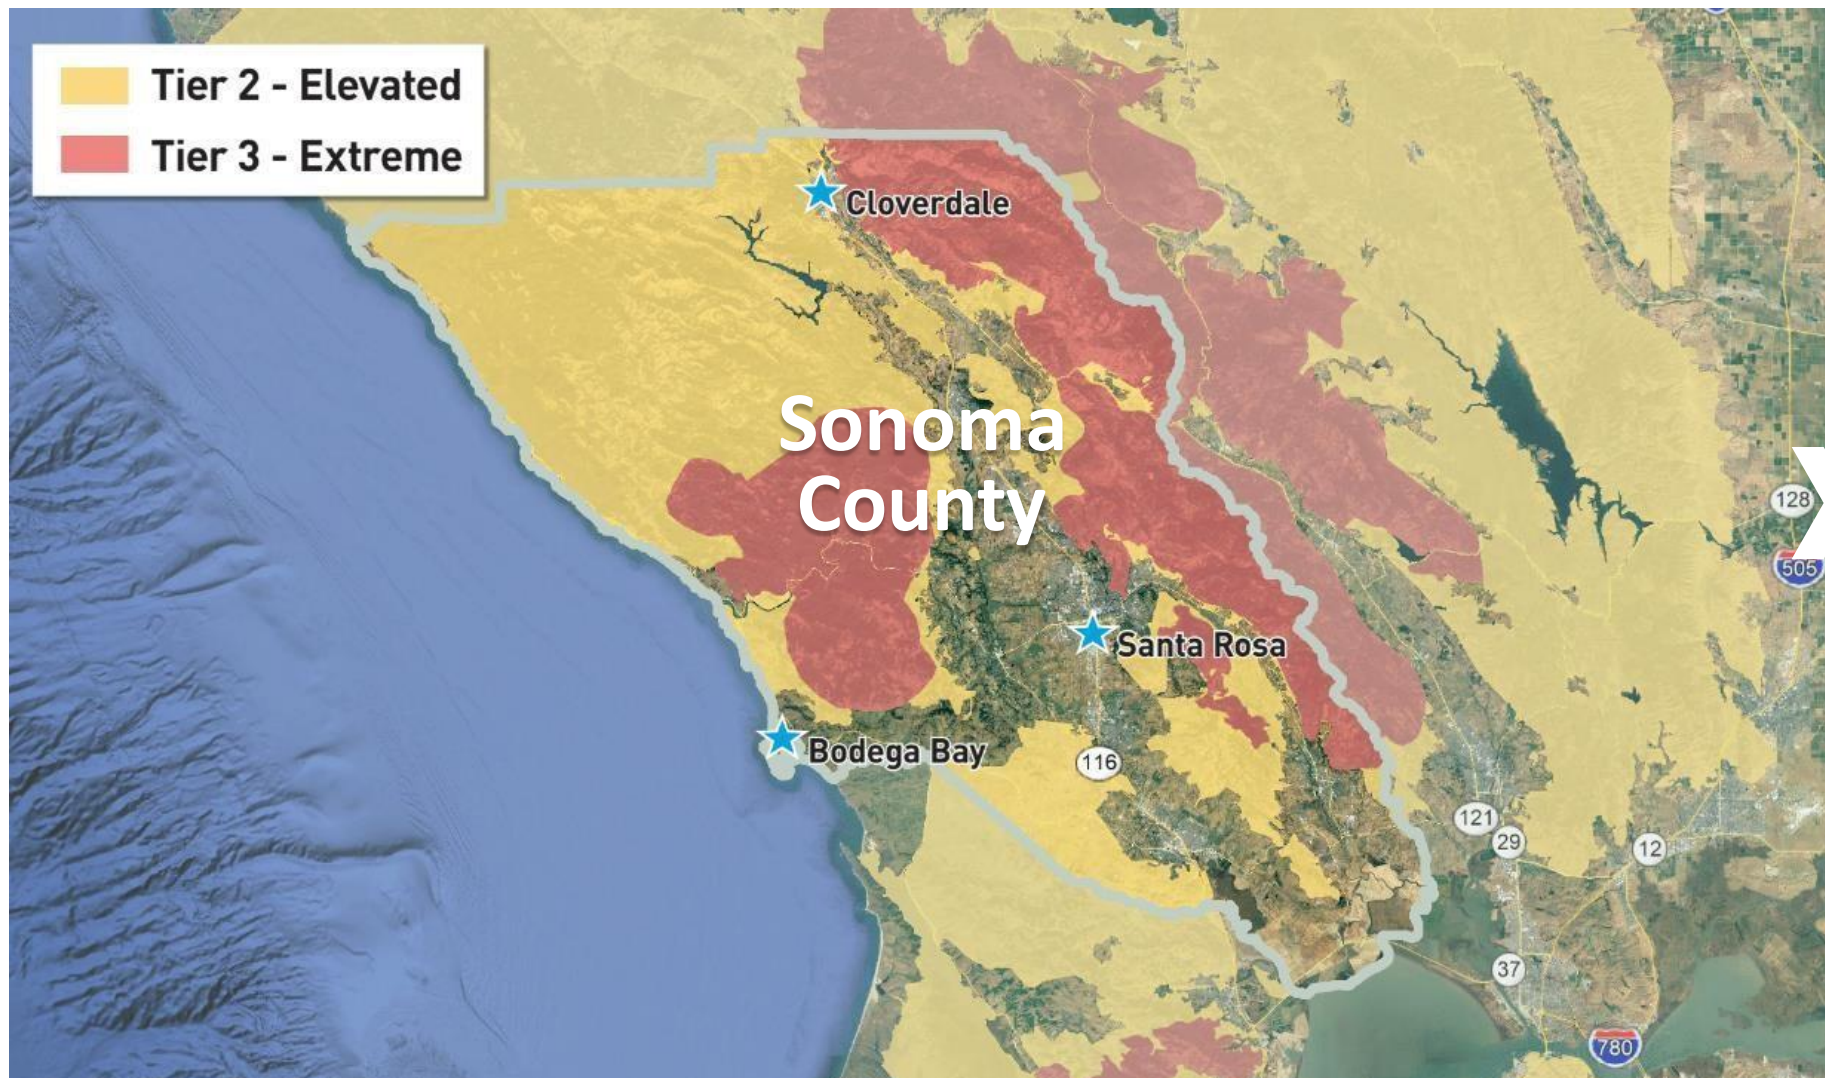 Tier 2 - Elevated
Tier 3 - Extreme
Cloverdale
Sonoma
County
128
505
Santa Rosa
Bodega Bay
116
121
29
12
37
780